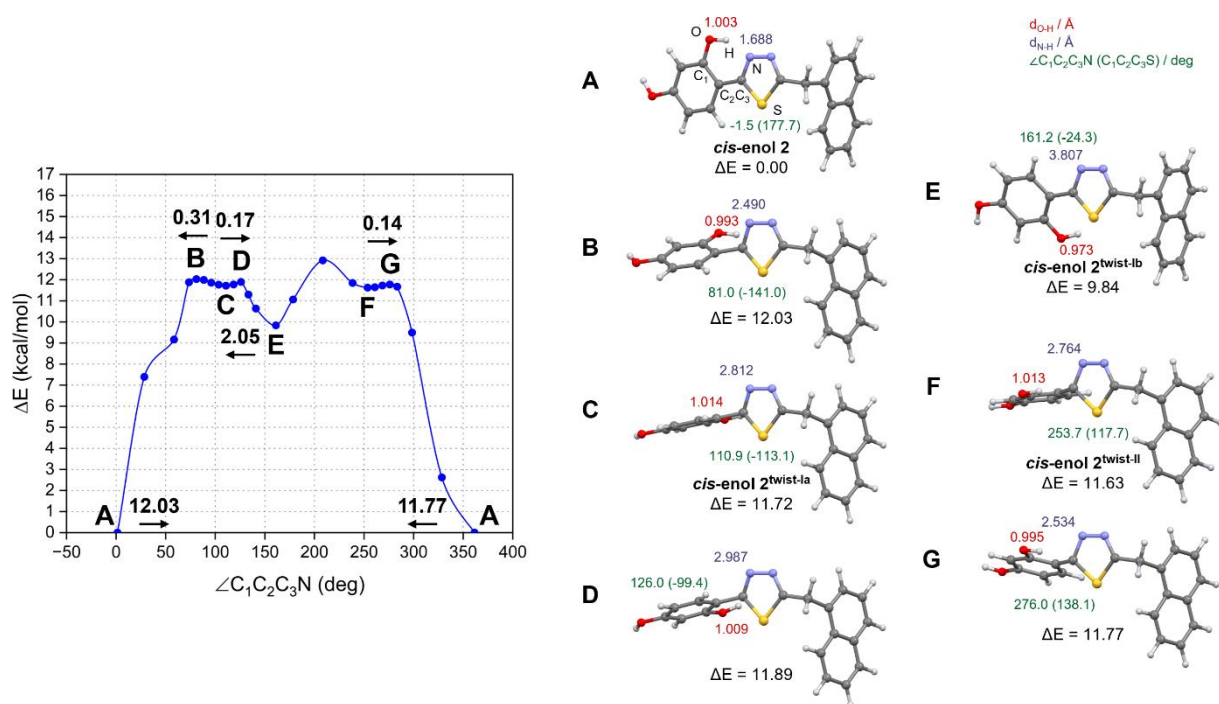 17
16
15
14
13
12
11
10
9
8
7
6
5
4
3
2
1
0
−50
0
50
100
150
200
250
300
350
400
ΔE (kcal/mol)
∠C₁C₂C₃N (deg)
0.31
0.17
0.14
B
D
G
C
F
2.05
E
A
12.03
11.77
A
A
1.003
O
H
1.688
N
C₁
C₂C₃
S
-1.5 (177.7)
cis-enol 2
ΔE = 0.00
B
2.490
0.993
81.0 (-141.0)
ΔE = 12.03
C
2.812
1.014
110.9 (-113.1)
cis-enol 2twist-Ia
ΔE = 11.72
D
2.987
126.0 (-99.4)
1.009
ΔE = 11.89
dO-H / Å
dN-H / Å
∠C₁C₂C₃N (C₁C₂C₃S) / deg
E
161.2 (-24.3)
3.807
0.973
cis-enol 2twist-Ib
ΔE = 9.84
F
2.764
1.013
253.7 (117.7)
cis-enol 2twist-II
ΔE = 11.63
G
2.534
0.995
276.0 (138.1)
ΔE = 11.77